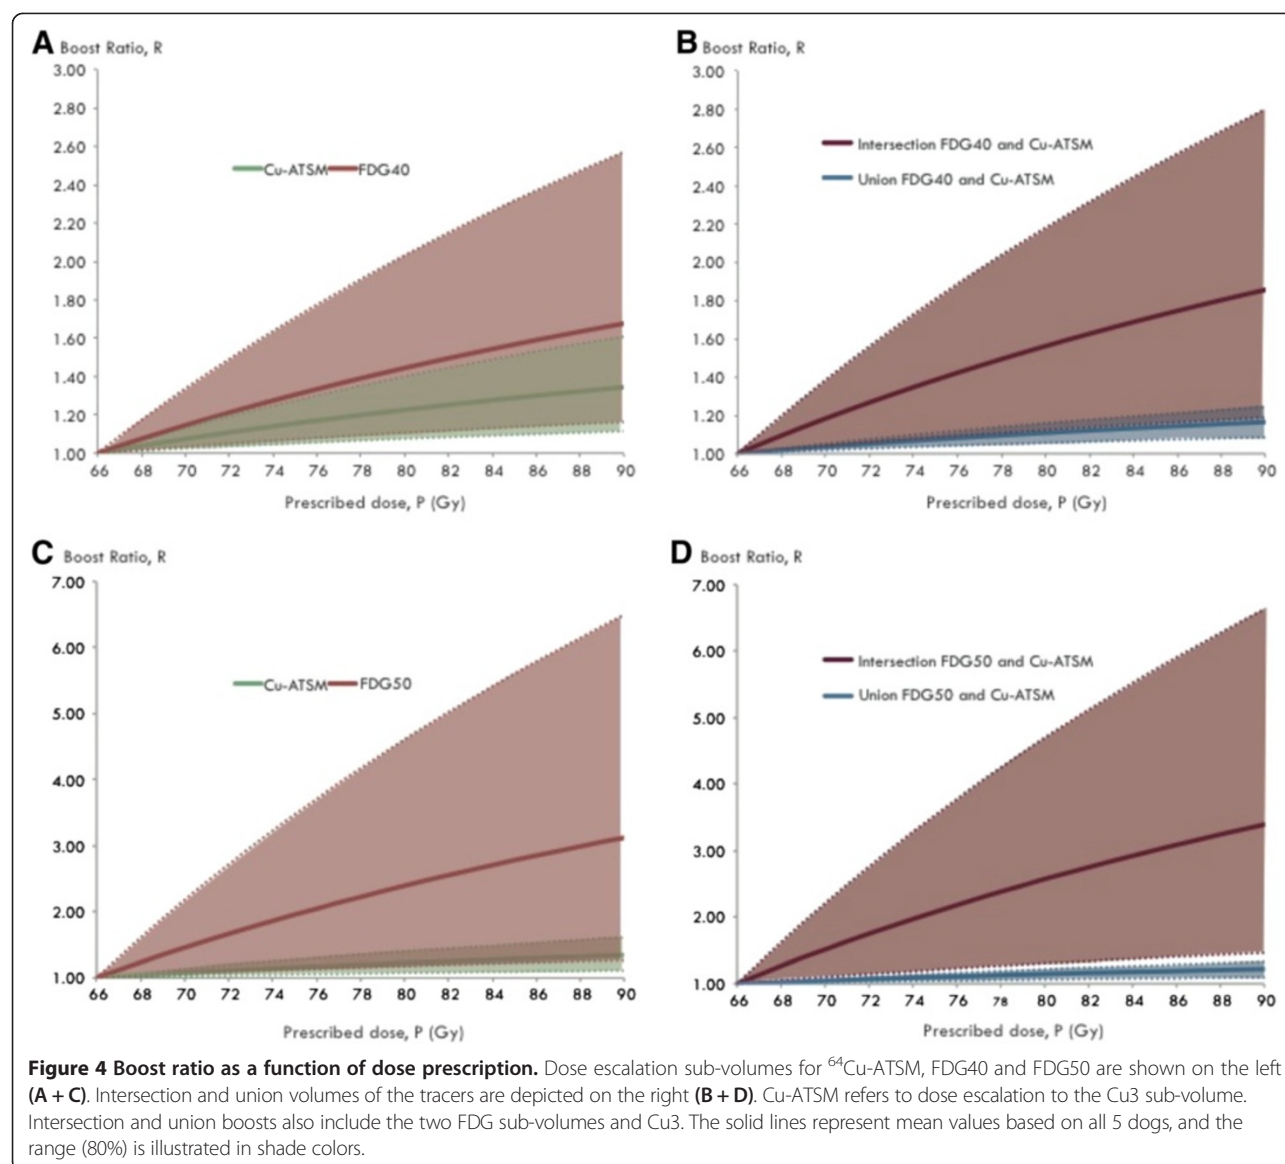 A Boost Ratio, R
3.00
2.80
2.60
2.40
2.20
2.00
1.80
1.60
1.40
1.20
1.00
Cu-ATSM FDG40
66 68 70 72 74 76 78 80 82 84 86 88 90
Prescribed dose, P (Gy)
B Boost Ratio, R
3.00
2.80
2.60
2.40
2.20
2.00
1.80
1.60
1.40
1.20
1.00
Intersection FDG40 and Cu-ATSM
Union FDG40 and Cu-ATSM
66 68 70 72 74 76 78 80 82 84 86 88 90
Prescribed dose, P (Gy)
C Boost Ratio, R
7.00
6.00
5.00
4.00
3.00
2.00
1.00
Cu-ATSM FDG50
66 68 70 72 74 76 78 80 82 84 86 88 90
Prescribed dose, P (Gy)
D Boost Ratio, R
7.00
6.00
5.00
4.00
3.00
2.00
1.00
Intersection FDG50 and Cu-ATSM
Union FDG50 and Cu-ATSM
66 68 70 72 74 76 78 80 82 84 86 88 90
Prescribed dose, P (Gy)
Figure 4 Boost ratio as a function of dose prescription. Dose escalation sub-volumes for ⁶⁴Cu-ATSM, FDG40 and FDG50 are shown on the left
(A + C). Intersection and union volumes of the tracers are depicted on the right (B + D). Cu-ATSM refers to dose escalation to the Cu3 sub-volume.
Intersection and union boosts also include the two FDG sub-volumes and Cu3. The solid lines represent mean values based on all 5 dogs, and the
range (80%) is illustrated in shade colors.